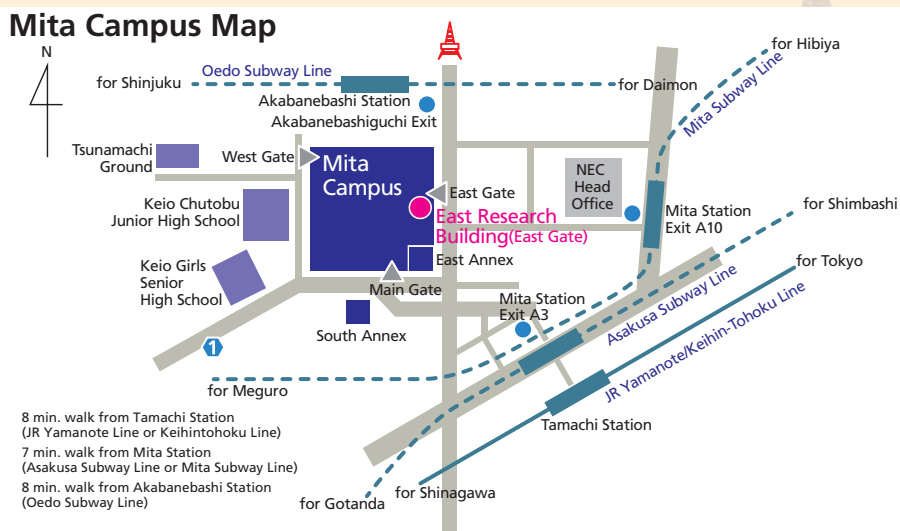 Mita Campus Map
N
for Hibiya
Oedo Subway Line
for Shinjuku
for Daimon
Mita Subway Line
Akabanebashi Station
Akabanebashiguchi Exit
Tsunamachi
Ground
West Gate
Mita
Campus
East Gate
NEC
Head
Office
Keio Chutobu
Junior High School
East Research
Building(East Gate)
Mita Station
Exit A10
for Shimbashi
East Annex
Keio Girls
Senior
High School
Main Gate
for Tokyo
Asakusa Subway Line
Mita Station
Exit A3
South Annex
1
JR Yamanote/Keihin-Tohoku Line
for Meguro
Tamachi Station
8 min. walk from Tamachi Station
(JR Yamanote Line or Keihintohoku Line)
7 min. walk from Mita Station
(Asakusa Subway Line or Mita Subway Line)
8 min. walk from Akabanebashi Station
(Oedo Subway Line)
for Gotanda
for Shinagawa